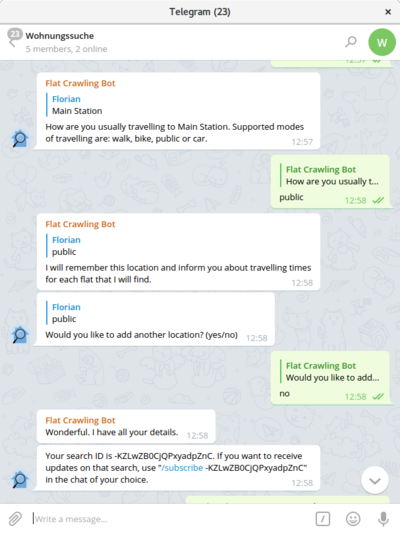 Telegram (23)
23
Wohnungssuche
5 members, 2 online
W
12:57
Flat Crawling Bot
Florian
Main Station
How are you usually travelling to Main Station. Supported modes
of travelling are: walk, bike, public or car.
12:57
Flat Crawling Bot
How are you usually t...
public
12:58
Flat Crawling Bot
Florian
public
I will remember this location and inform you about travelling times
for each flat that I will find.
12:58
Florian
public
Would you like to add another location? (yes/no)
12:58
Flat Crawling Bot
Would you like to add...
no
12:58
Flat Crawling Bot
Wonderful. I have all your details.
12:58
Your search ID is -KZLwZB0CjQPxyadpZnC. If you want to receive
updates on that search, use "/subscribe -KZLwZB0CjQPxyadpZnC"
in the chat of your choice.
12:58
Write a message...